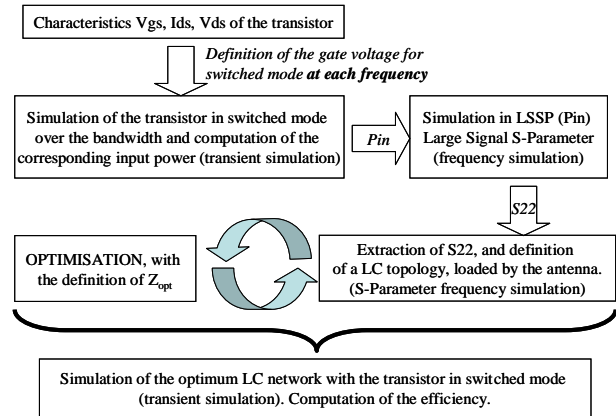 Characteristics Vgs, Ids, Vds of the transistor
Definition of the gate voltage for
switched mode at each frequency
Simulation of the transistor in switched mode
over the bandwidth and computation of the
corresponding input power (transient simulation)
Pin
Simulation in LSSP (Pin)
Large Signal S-Parameter
(frequency simulation)
S22
OPTIMISATION, with
the definition of Zopt
Extraction of S22, and definition
of a LC topology, loaded by the antenna.
(S-Parameter frequency simulation)
Simulation of the optimum LC network with the transistor in switched mode
(transient simulation). Computation of the efficiency.